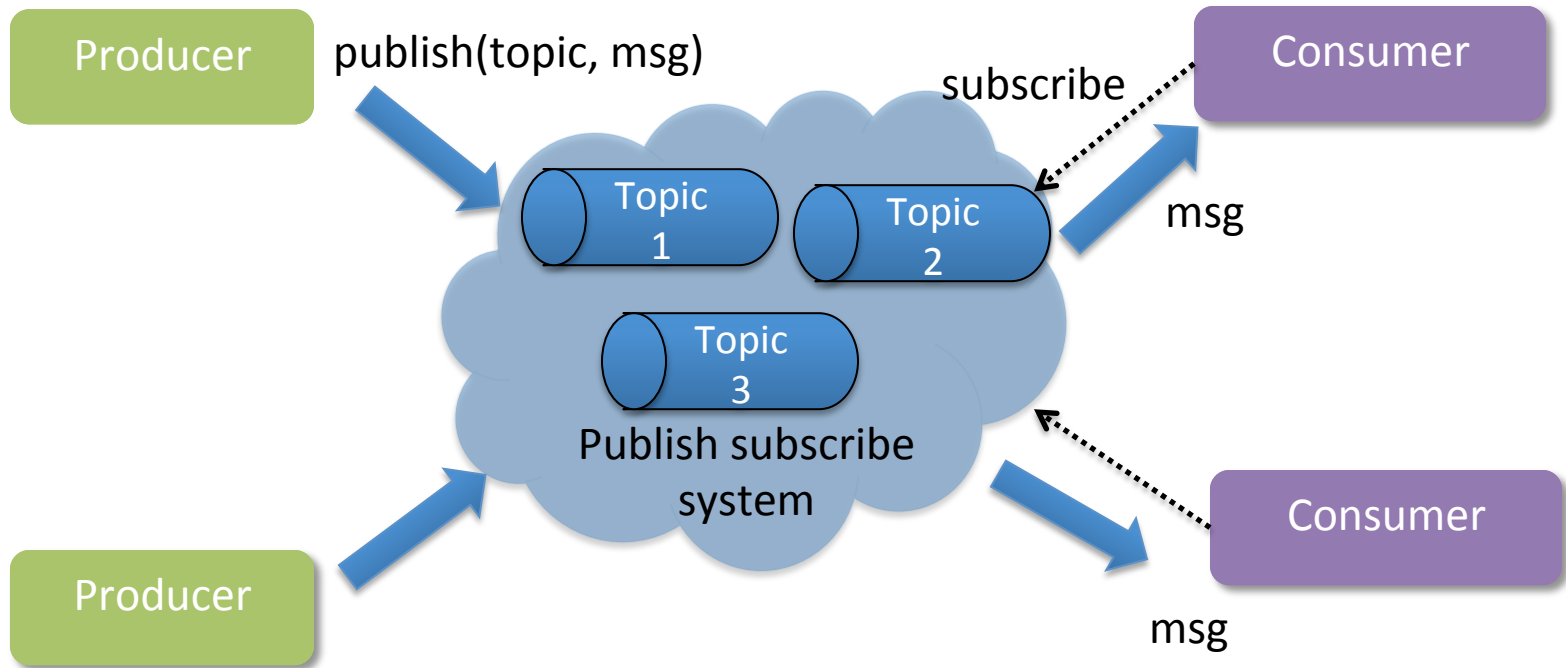 Producer
publish(topic, msg)
Consumer
subscribe
Topic
1
Topic
2
msg
Topic
3
Publish subscribe
system
Consumer
Producer
msg